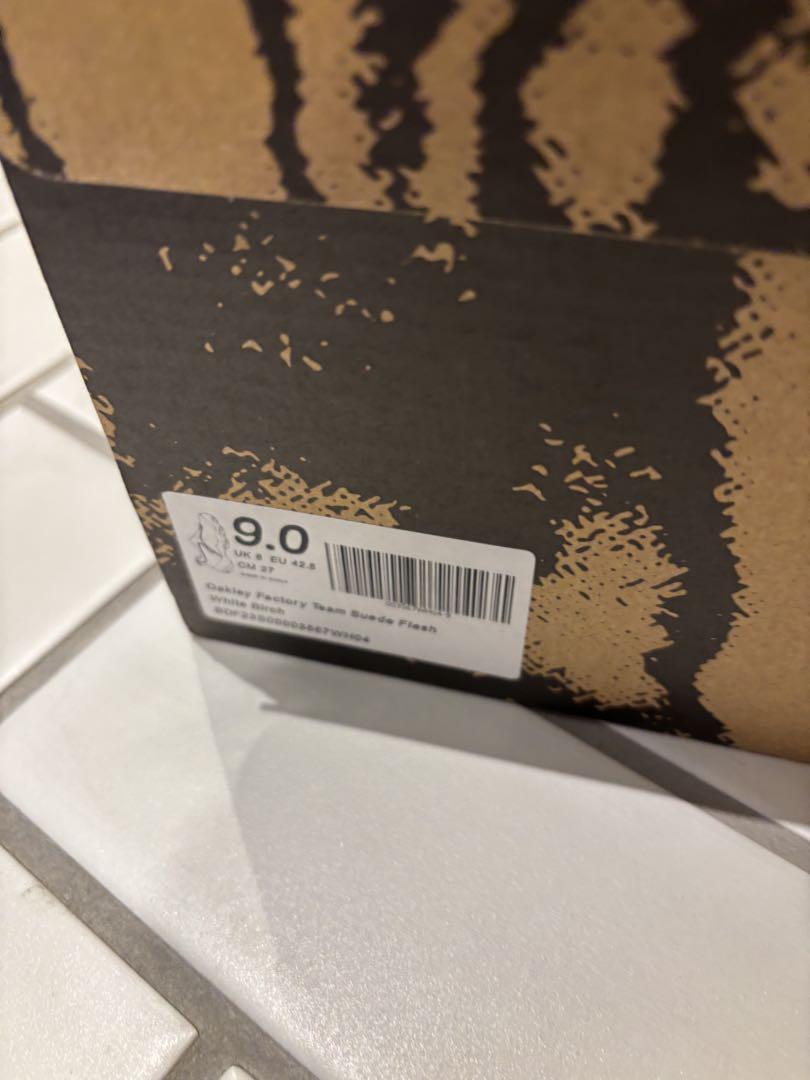 9.0
UK 8 EU 42.5
CM 27
Oakley Factory Team Suede Flesh
White Birch